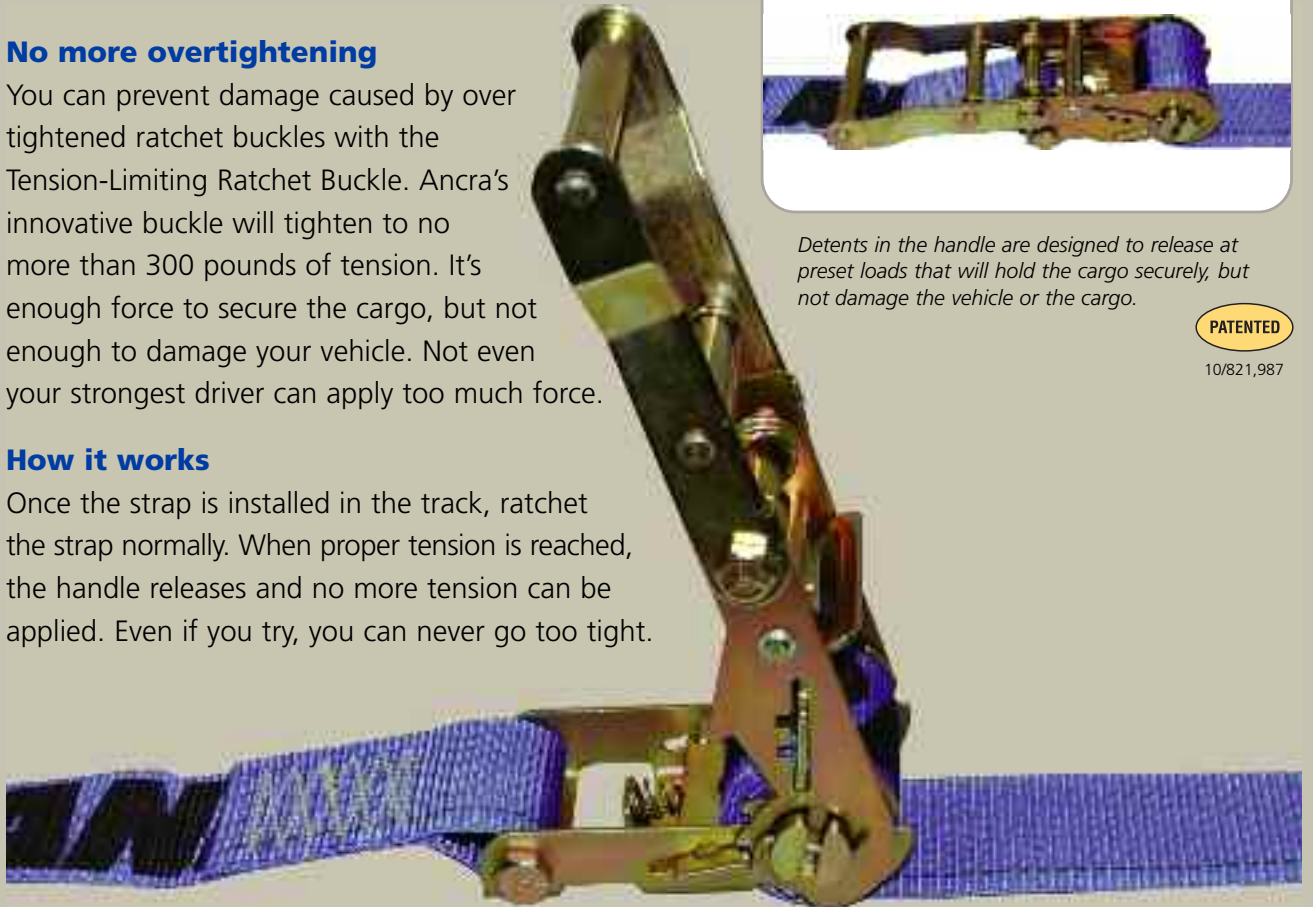 No more overtightening
You can prevent damage caused by over
tightened ratchet buckles with the
Tension-Limiting Ratchet Buckle. Ancra’s
innovative buckle will tighten to no
more than 300 pounds of tension. It’s
enough force to secure the cargo, but not
enough to damage your vehicle. Not even
your strongest driver can apply too much force.
How it works
Once the strap is installed in the track, ratchet
the strap normally. When proper tension is reached,
the handle releases and no more tension can be
applied. Even if you try, you can never go too tight.
Detents in the handle are designed to release at
preset loads that will hold the cargo securely, but
not damage the vehicle or the cargo.
PATENTED
10/821,987